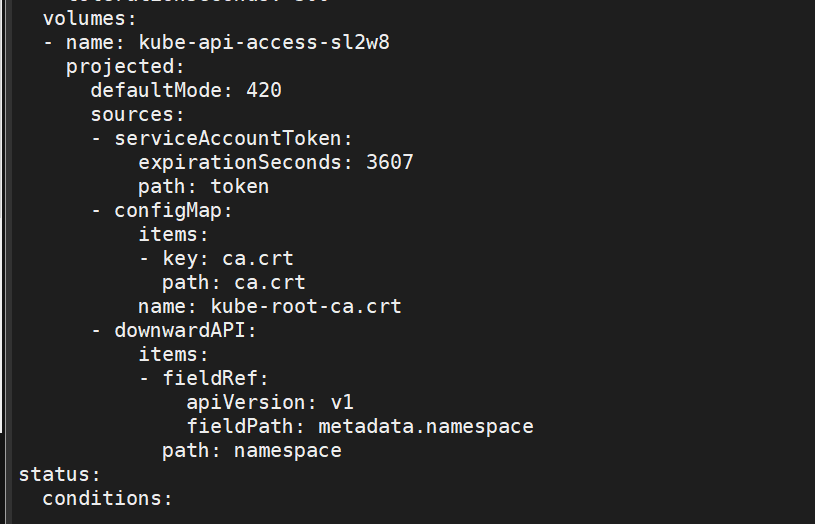 volumes:
- name: kube-api-access-sl2w8
projected:
defaultMode: 420
sources:
- serviceAccountToken:
expirationSeconds: 3607
path: token
- configMap:
items:
- key: ca.crt
path: ca.crt
name: kube-root-ca.crt
- downwardAPI:
items:
- fieldRef:
apiVersion: v1
fieldPath: metadata.namespace
path: namespace
status:
conditions: